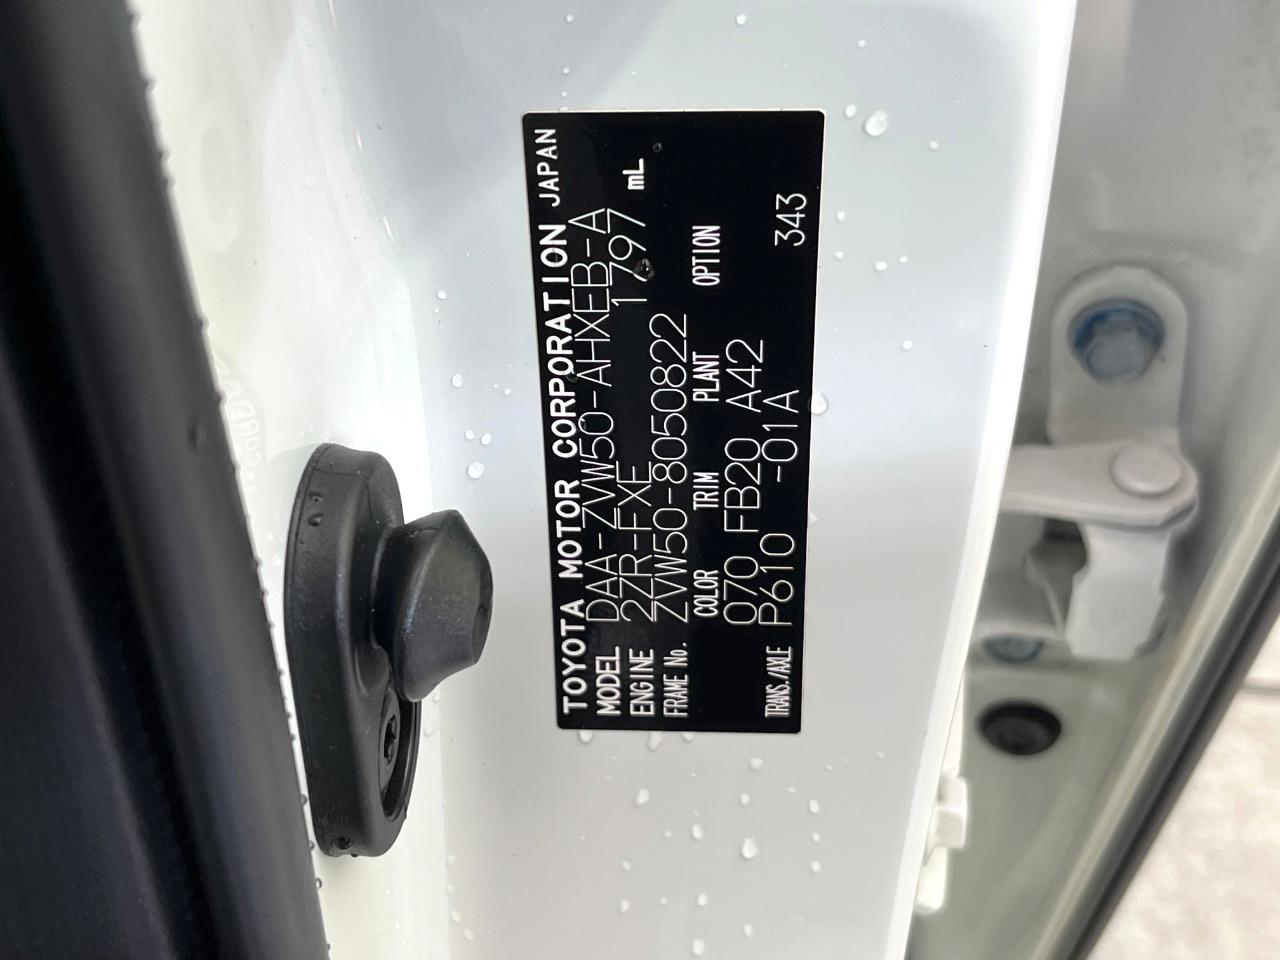 TOYOTA MOTOR CORPORATION JAPAN
MODEL DAA-ZVW50-AHXEB-A
ENGINE 2ZR-FXE 1797 mL
FRAME No. ZVW50-8050822
COLOR TRIM PLANT OPTION
070 FB20 A42
TRANS./AXLE P610 -01A 343